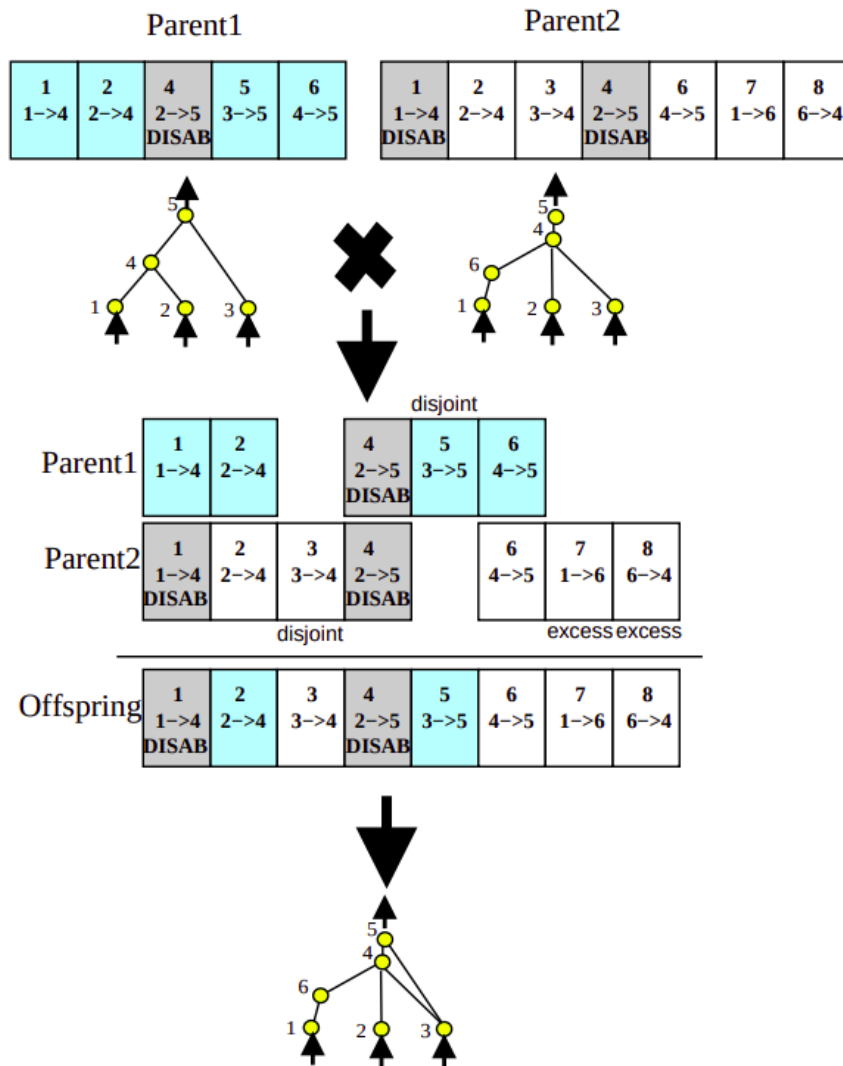 Parent1
Parent2
1 2 4 5 6
1->4 2->4 2->5 3->5 4->5
DISAB
1 2 3 4 6 7 8
1->4 2->4 3->4 2->5 4->5 1->6 6->4
DISAB DISAB
5
4
1 2 3
5
4
6
1 2 3
disjoint
Parent1
1 2 4 5 6
1->4 2->4 2->5 3->5 4->5
DISAB
Parent2
1 2 3 4 6 7 8
1->4 2->4 3->4 2->5 4->5 1->6 6->4
DISAB DISAB
disjoint excess excess
Offspring
1 2 3 4 5 6 7 8
1->4 2->4 3->4 2->5 3->5 4->5 1->6 6->4
DISAB DISAB
5
4
6
1 2 3